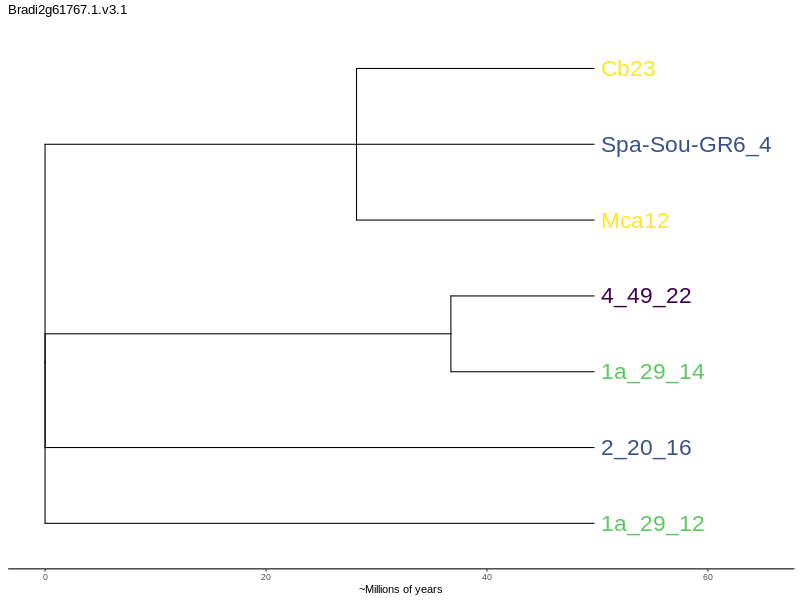 Bradi2g61767.1.v3.1
Cb23
Spa-Sou-GR6_4
Mca12
4_49_22
1a_29_14
2_20_16
1a_29_12
0 20 40 60
~Millions of years